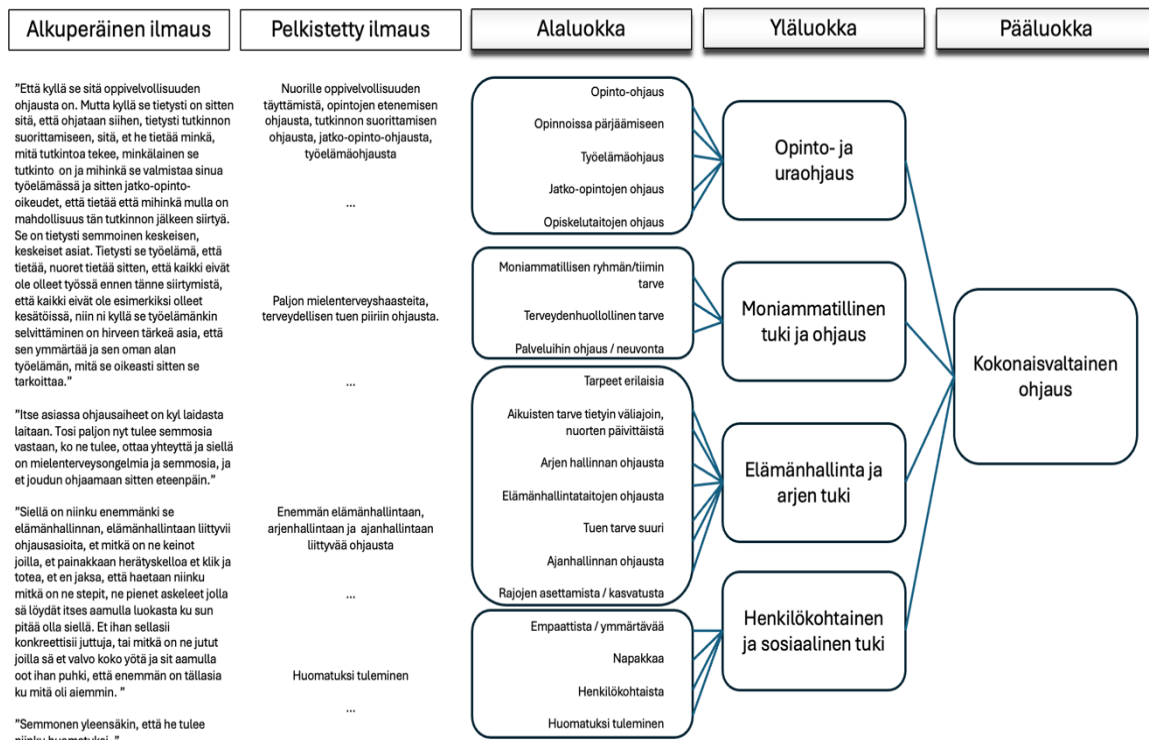 Alkuperäinen ilmaus
Pelkistetty ilmaus
Alaluokka
Yläluokka
Pääluokka
”Että kyllä se sitä oppivelvollisuuden
ohjausta on. Mutta kyllä se tietysti on sitten
sitä, että ohjataan siihen, tietysti tutkinnon
suorittamiseen, sitä, et he tietää minkä,
mitä tutkintoa tekee, minkälainen se
tutkinto on ja mihinkä se valmistaa sinua
työelämässä ja sitten jatko-opinto-
oikeudet, että tietää että mihinkä mulla on
mahdollisuus tän tutkinnon jälkeen siirtyä.
Se on tietysti semmoinen keskeisen,
keskeiset asiat. Tietysti se työelämä, että
tietää, nuoret tietää sitten, että kaikki eivät
ole olleet työssä ennen tänne siirtymistä,
että kaikki eivät ole esimerkiksi olleet
kesätöissä, niin ni kyllä se työelämänkin
selvittäminen on hirveen tärkeä asia, että
sen ymmärtää ja sen oman alan
työelämän, mitä se oikeasti sitten se
tarkoittaa.”
”Itse asiassa ohjausaiheet on kyl laidasta
laitaan. Tosi paljon nyt tulee semmosia
vastaan, ko ne tulee, ottaa yhteyttä ja siellä
on mielenterveysongelmia ja semmosia, ja
et joudun ohjaamaan sitten eteenpäin.”
”Siellä on niinku enemmänki se
elämänhallinnan, elämänhallintaan liittyvii
ohjausasioita, et mitkä on ne keinot
joilla, et painakkaan herätyskelloa et klik ja
totea, et en jaksa, että haetaan niinku
mitkä on ne stepit, ne pienet askeleet jolla
sä löydät itses aamulla luokasta ku sun
pitää olla siellä. Et ihan sellasii
konkreettisii juttuja, tai mitkä on ne jutut
joilla sä et valvo koko yötä ja sit aamulla
oot ihan puhki, että enemmän on tällasia
ku mitä oli aiemmin. ”
”Semmonen yleensäkin, että he tulee
niinku huomatuksi. ”
Nuorille oppivelvollisuuden
täyttämistä, opintojen etenemisen
ohjausta, tutkinnon suorittamisen
ohjausta, jatko-opinto-ohjausta,
työelämäohjausta
...
Paljon mielenterveyshaasteita,
terveydellisen tuen piiriin ohjausta.
...
Enemmän elämänhallintaan,
arjenhallintaan ja ajanhallintaan
liittyvää ohjausta
...
Huomatuksi tuleminen
...
Opinto-ohjaus
Opinnoissa pärjäämiseen
Työelämäohjaus
Jatko-opintojen ohjaus
Opiskelutaitojen ohjaus
Moniammatillisen ryhmän/tiimin
tarve
Terveydenhuollollinen tarve
Palveluihin ohjaus / neuvonta
Tarpeet erilaisia
Aikuisten tarve tietyin väliajoin,
nuorten päivittäistä
Arjen hallinnan ohjausta
Elämänhallintataitojen ohjausta
Tuen tarve suuri
Ajanhallinnan ohjausta
Rajojen asettamista / kasvatusta
Empaattista / ymmärtävää
Napakkaa
Henkilökohtaista
Huomatuksi tuleminen
Opinto- ja
uraohjaus
Moniammatillinen
tuki ja ohjaus
Elämänhallinta ja
arjen tuki
Henkilökohtainen
ja sosiaalinen tuki
Kokonaisvaltainen
ohjaus